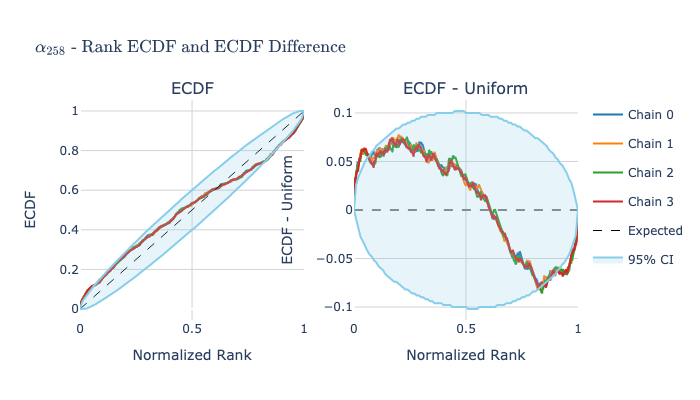 α₂₅₈ - Rank ECDF and ECDF Difference
ECDF
ECDF - Uniform
ECDF
1
0.8
0.6
0.4
0.2
0
0
0.5
1
Normalized Rank
ECDF - Uniform
0.1
0.05
0
−0.05
−0.1
0
0.5
1
Normalized Rank
Chain 0
Chain 1
Chain 2
Chain 3
Expected
95% CI